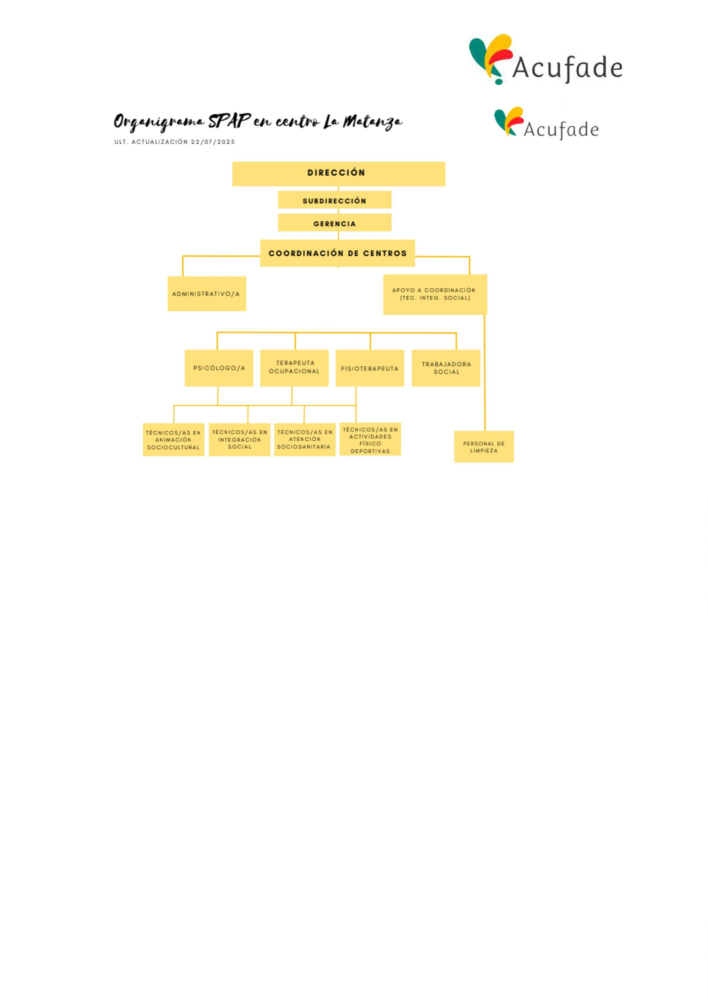 Acufade
Organigrama SPAP en centro La Matanza
Acufade
ULT. ACTUALIZACIÓN 22/07/2025
DIRECCIÓN
SUBDIRECCIÓN
GERENCIA
COORDINACIÓN DE CENTROS
ADMINISTRATIVO/A
APOYO A COORDINACIÓN
(TEC. INTEG. SOCIAL)
PSICÓLOGO/A
TERAPEUTA
OCUPACIONAL
FISIOTERAPEUTA
TRABAJADORA
SOCIAL
TÉCNICOS/AS EN
ANIMACIÓN
SOCIOCULTURAL
TÉCNICOS/AS EN
INTEGRACIÓN
SOCIAL
TÉCNICOS/AS EN
ATENCIÓN
SOCIOSANITARIA
TÉCNICOS/AS EN
ACTIVIDADES
FÍSICO
DEPORTIVAS
PERSONAL DE
LIMPIEZA